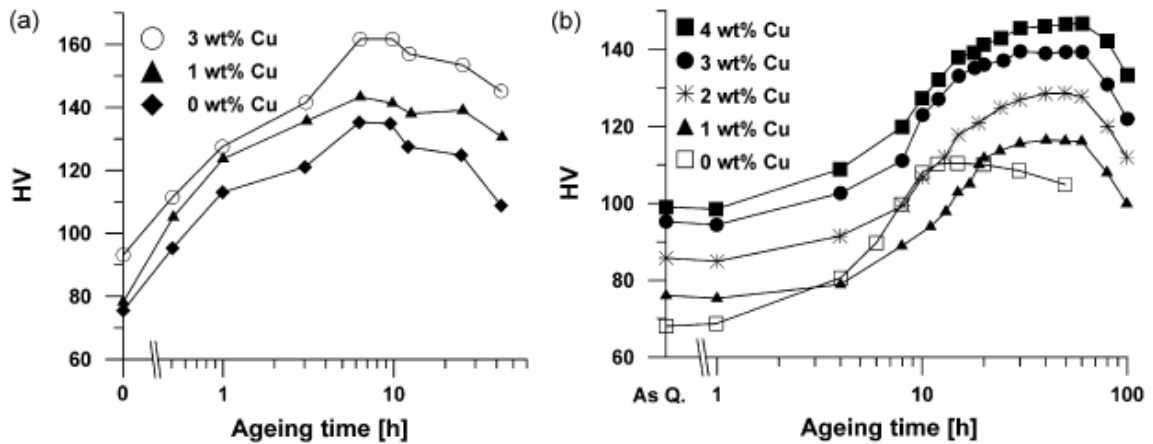 (a)
HV
160
140
120
100
80
60
3 wt% Cu
1 wt% Cu
0 wt% Cu
0 1 10
Ageing time [h]
(b)
HV
140
120
100
80
60
4 wt% Cu
3 wt% Cu
2 wt% Cu
1 wt% Cu
0 wt% Cu
As Q. 1 10 100
Ageing time [h]